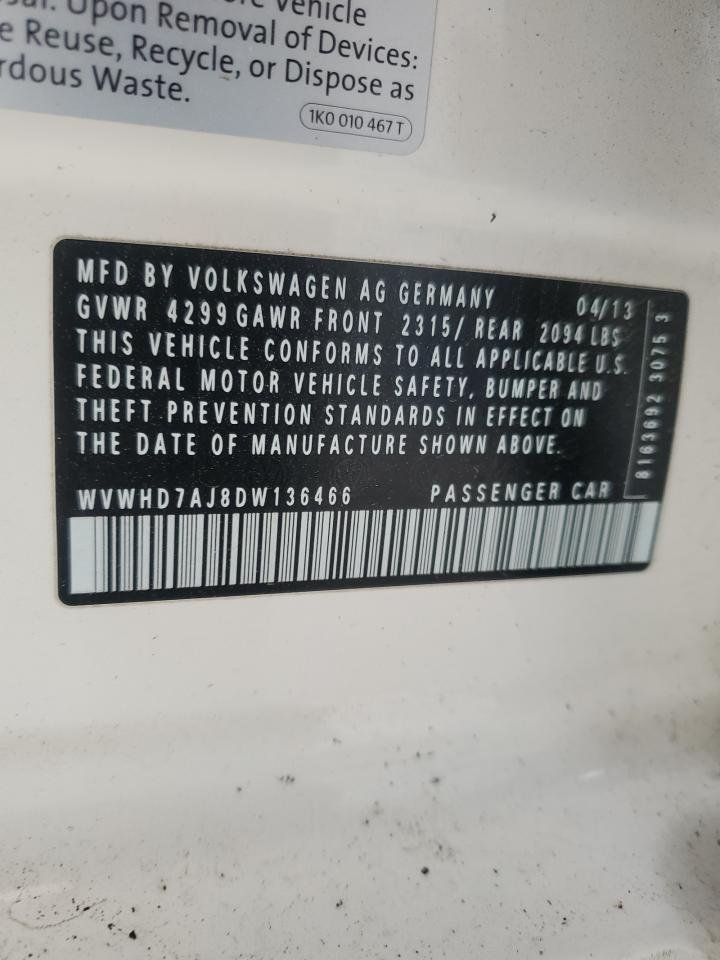 Vehicle
Upon Removal of Devices:
Reuse, Recycle, or Dispose as
Waste.
1K0 010 467 T
MFD BY VOLKSWAGEN AG GERMANY 04/13
GVWR 4299 GAWR FRONT 2315/ REAR 2094 LBS
THIS VEHICLE CONFORMS TO ALL APPLICABLE U.S.
FEDERAL MOTOR VEHICLE SAFETY, BUMPER AND
THEFT PREVENTION STANDARDS IN EFFECT ON
THE DATE OF MANUFACTURE SHOWN ABOVE.
WVWHD7AJ8DW136466 PASSENGER CAR
8163692 3075 3